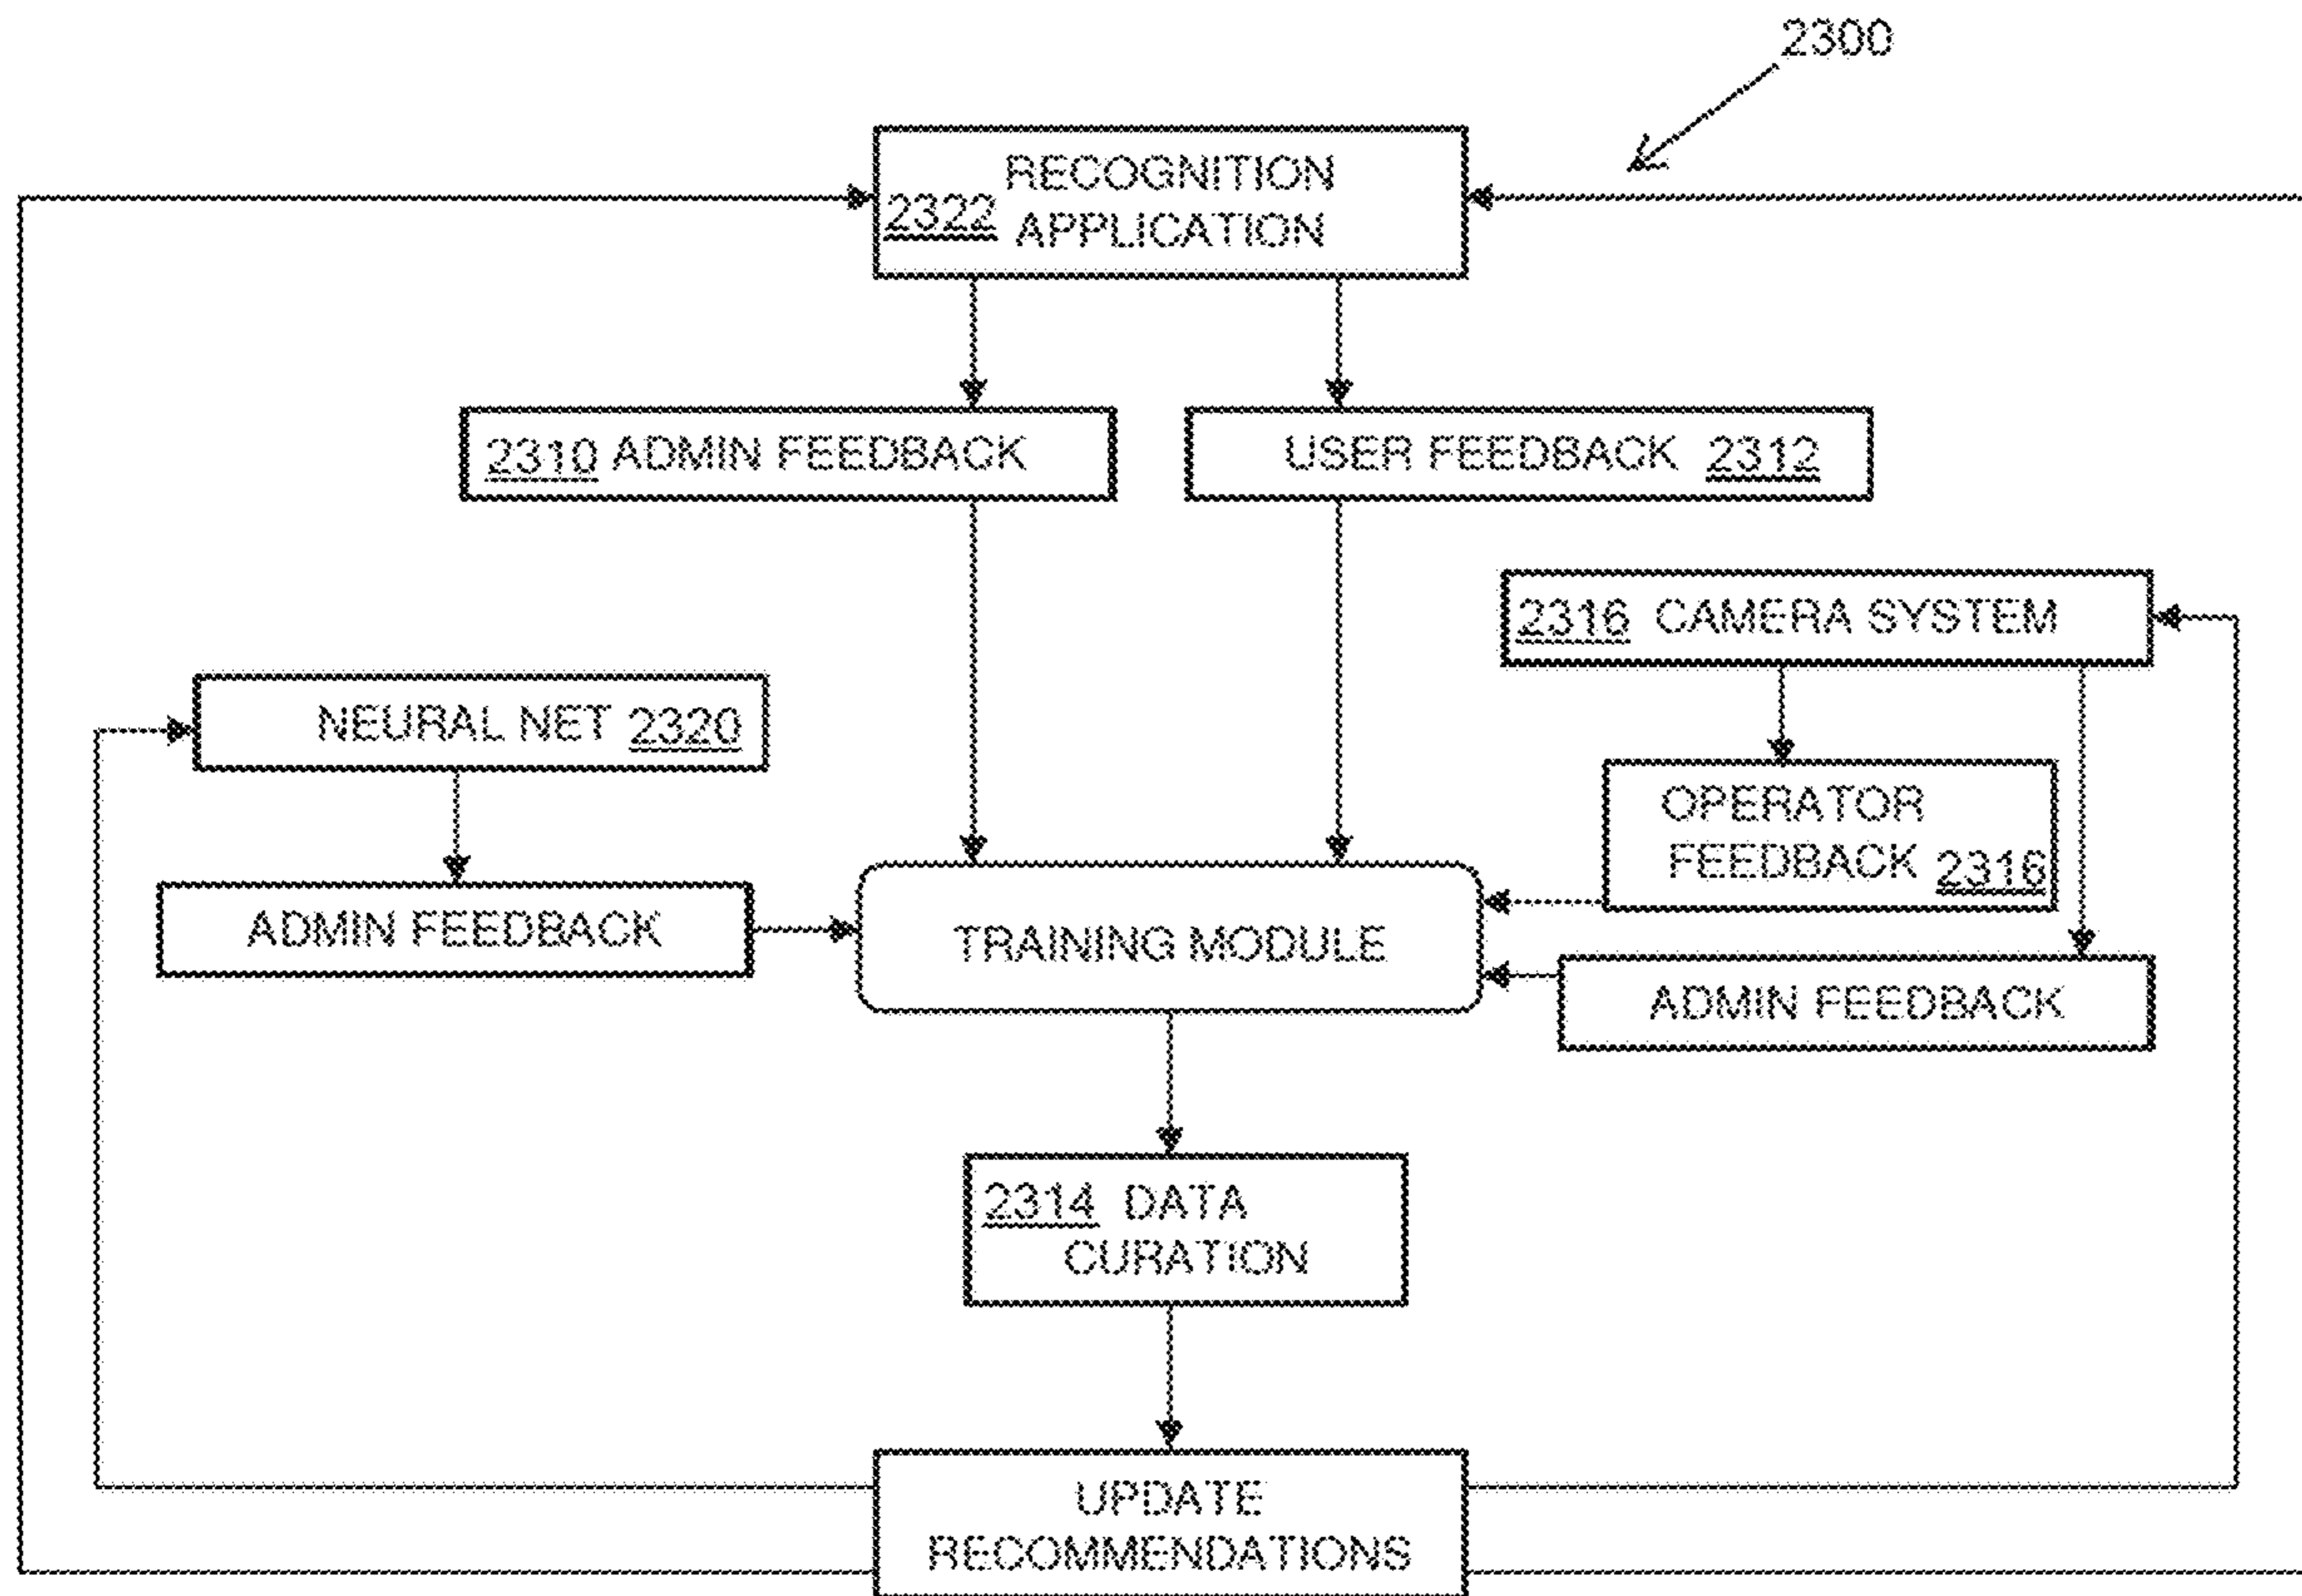 2300
RECOGNITION
2322 APPLICATION
2310 ADMIN FEEDBACK
USER FEEDBACK 2312
2316 CAMERA SYSTEM
NEURAL NET 2320
OPERATOR
FEEDBACK 2316
ADMIN FEEDBACK
TRAINING MODULE
ADMIN FEEDBACK
2314 DATA
CURATION
UPDATE
RECOMMENDATIONS